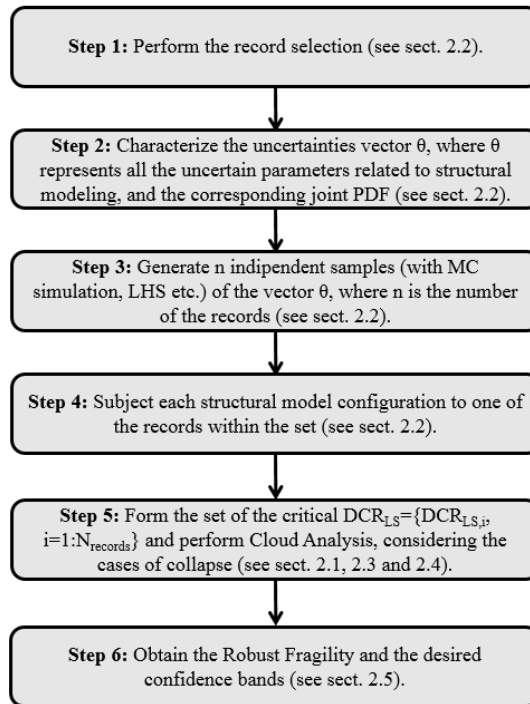 Step 1: Perform the record selection (see sect. 2.2).
Step 2: Characterize the uncertainties vector θ, where θ
represents all the uncertain parameters related to structural
modeling, and the corresponding joint PDF (see sect. 2.2).
Step 3: Generate n indipendent samples (with MC
simulation, LHS etc.) of the vector θ, where n is the number
of the records (see sect. 2.2).
Step 4: Subject each structural model configuration to one of
the records within the set (see sect. 2.2).
Step 5: Form the set of the critical DCR_LS={DCR_LS,i,
i=1:N_records} and perform Cloud Analysis, considering the
cases of collapse (see sect. 2.1, 2.3 and 2.4).
Step 6: Obtain the Robust Fragility and the desired
confidence bands (see sect. 2.5).